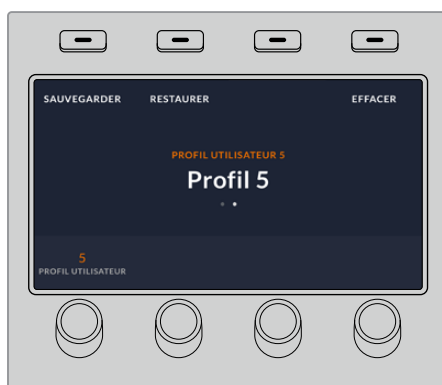 SAUVEGARDER RESTAURER EFFACER
PROFIL UTILISATEUR 5
Profil 5
5
PROFIL UTILISATEUR